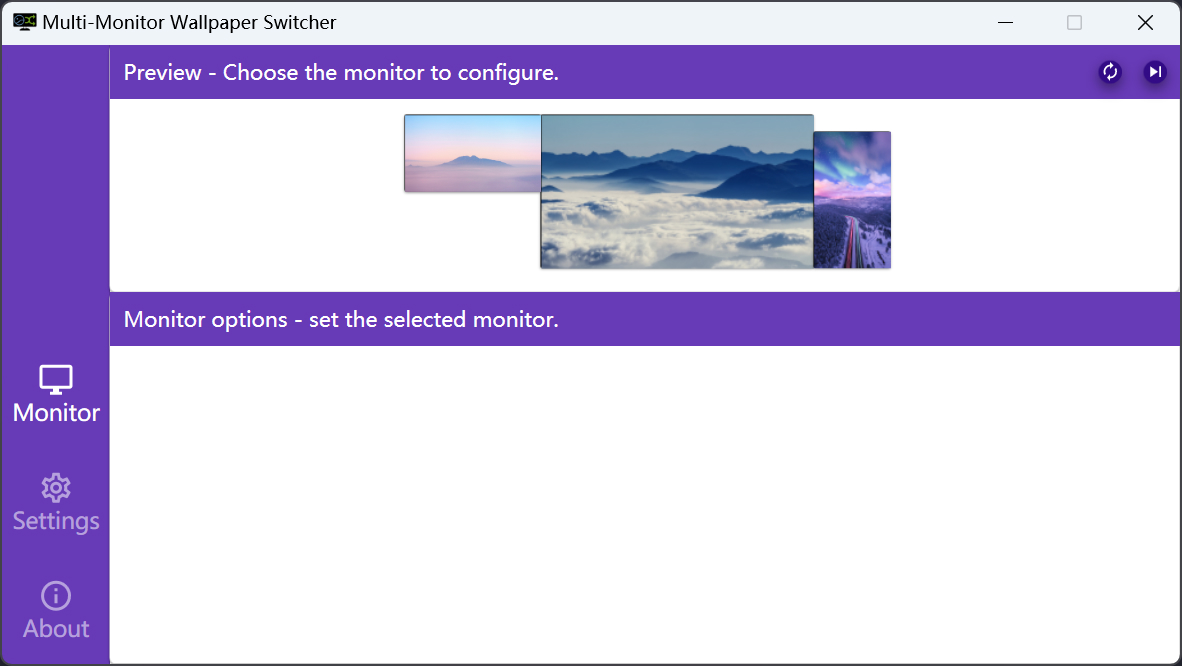 Multi-Monitor Wallpaper Switcher
Preview - Choose the monitor to configure.
Monitor options - set the selected monitor.
Monitor
Settings
About